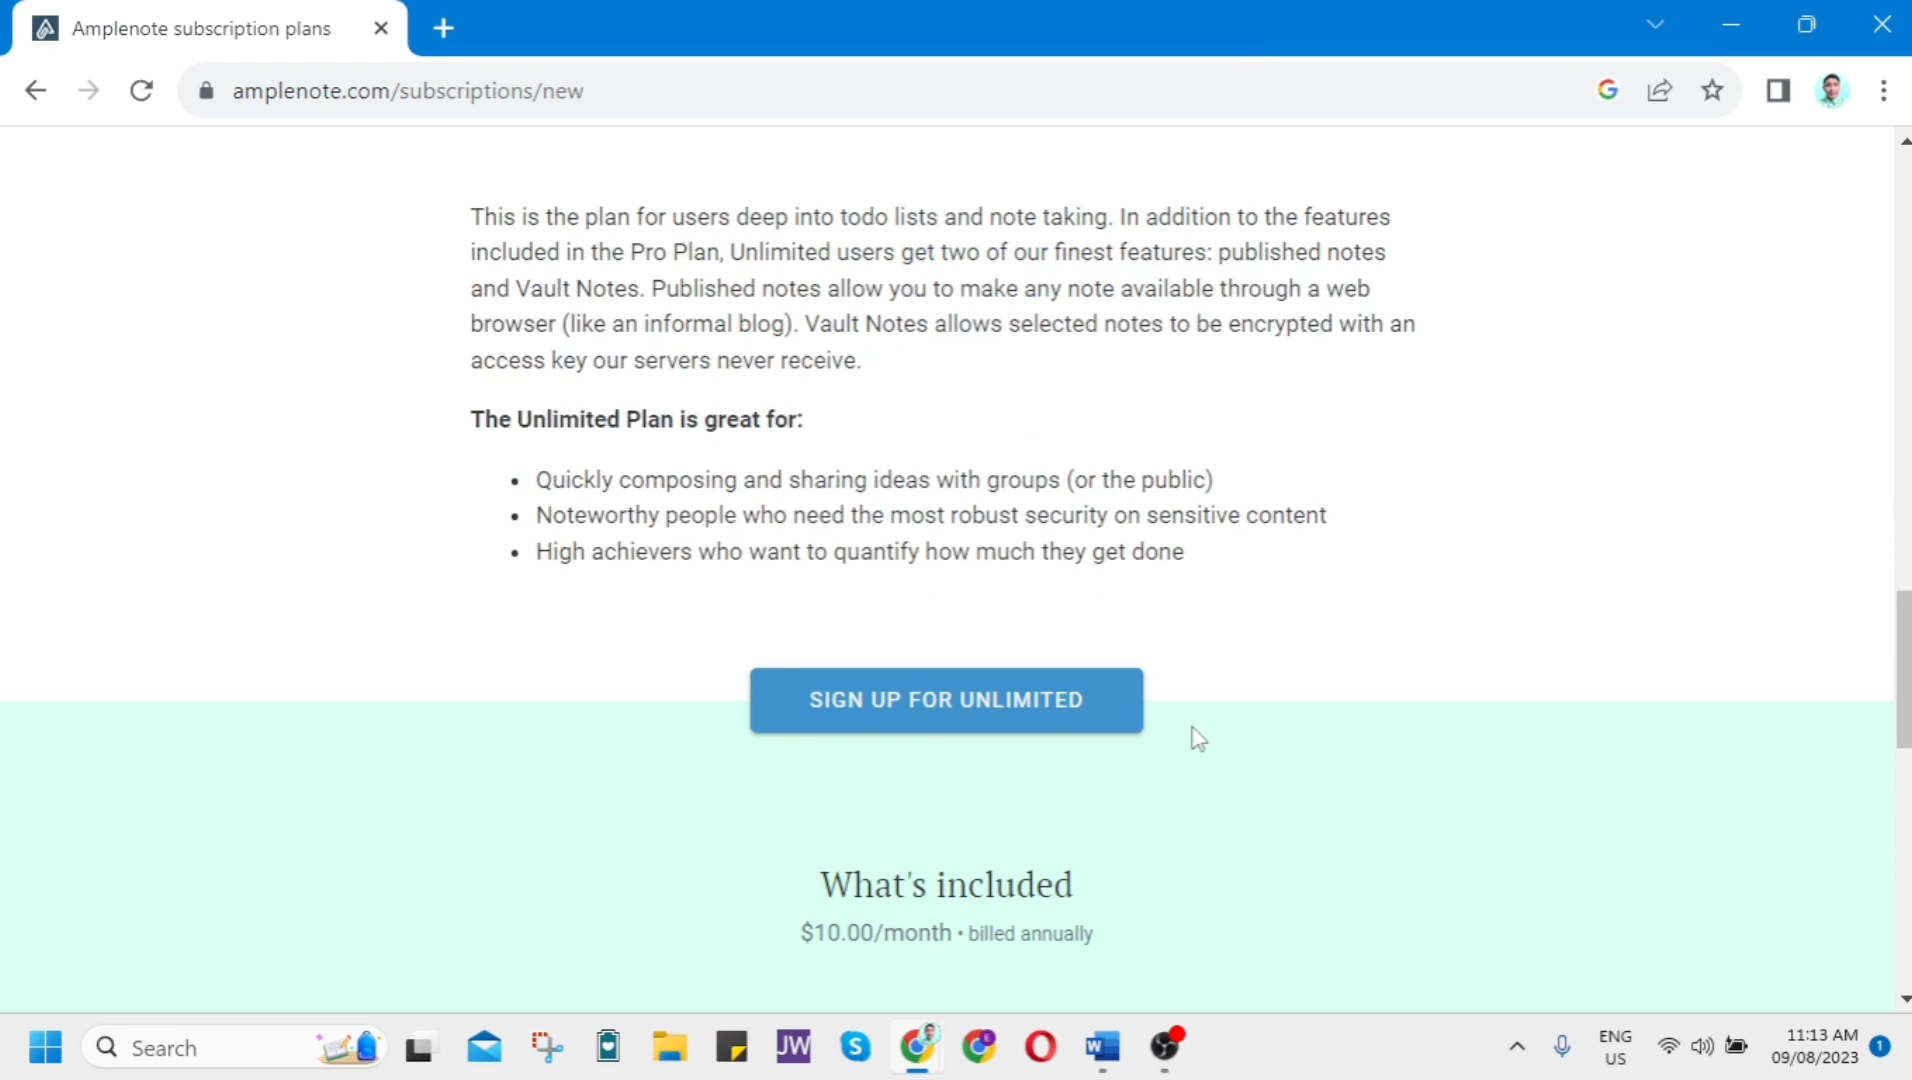 Amplenote subscription plans
amplenote.com/subscriptions/new
This is the plan for users deep into todo lists and note taking. In addition to the features
included in the Pro Plan, Unlimited users get two of our finest features: published notes
and Vault Notes. Published notes allow you to make any note available through a web
browser (like an informal blog). Vault Notes allows selected notes to be encrypted with an
access key our servers never receive.
The Unlimited Plan is great for:
• Quickly composing and sharing ideas with groups (or the public)
• Noteworthy people who need the most robust security on sensitive content
• High achievers who want to quantify how much they get done
SIGN UP FOR UNLIMITED
What's included
$10.00/month • billed annually
Search
JW
S
E
W
ENG
US
11:13 AM
09/08/2023
1